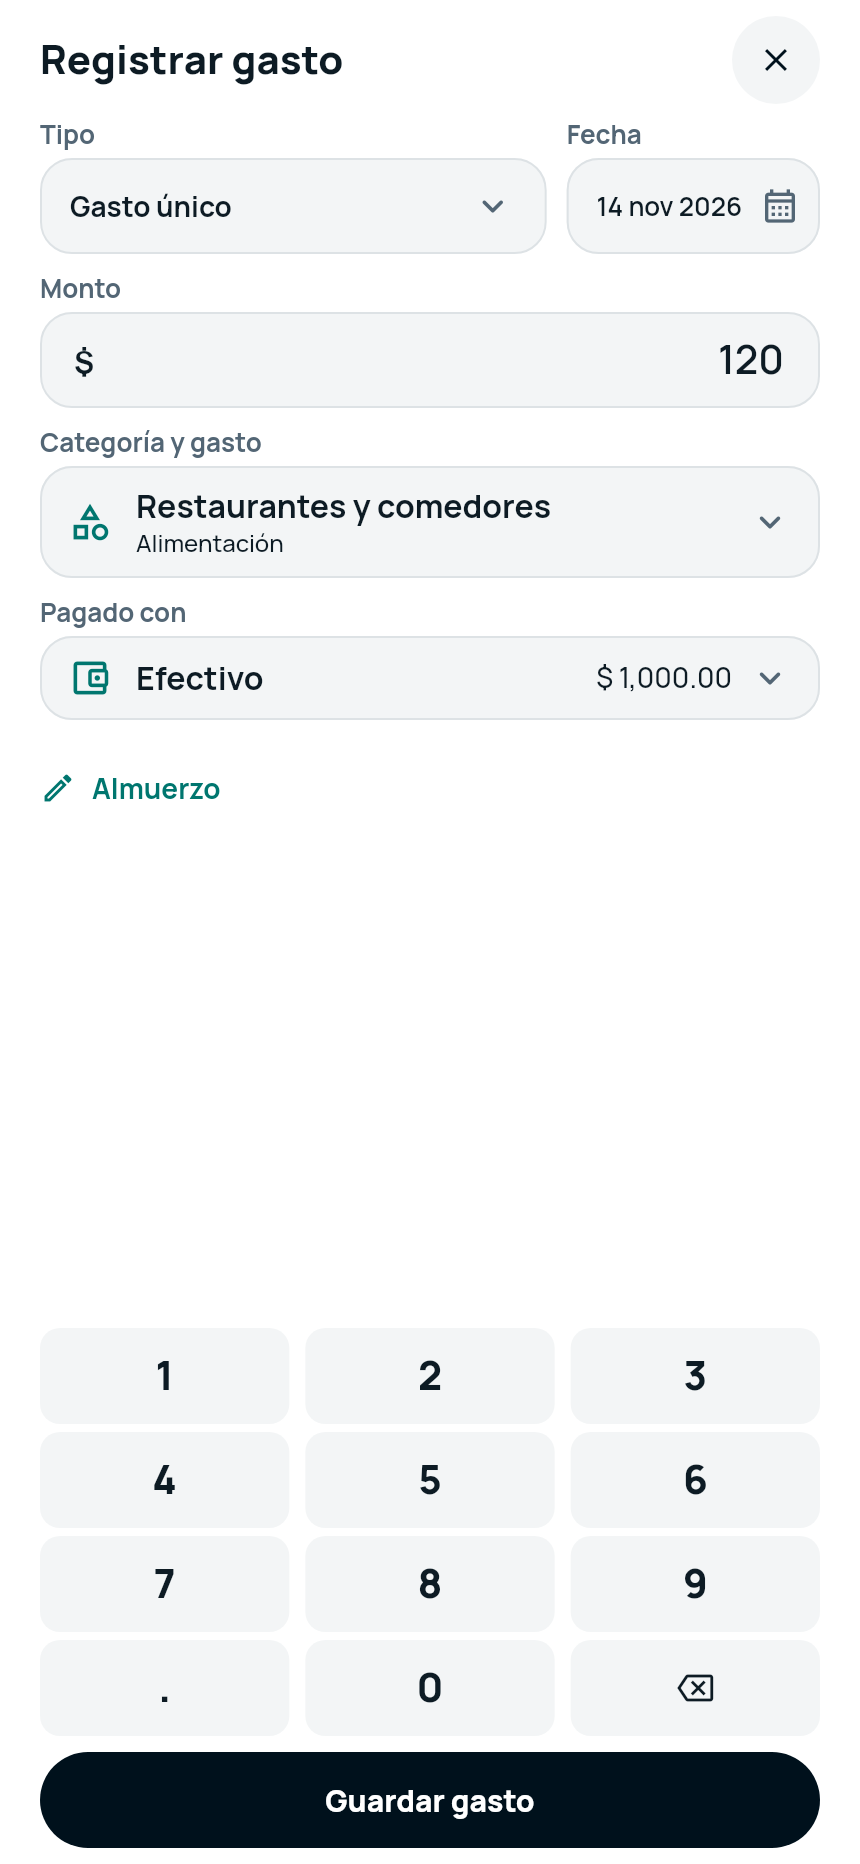 Registrar gasto
Tipo
Fecha
Gasto único
14 nov 2026
Monto
$ 120
Categoría y gasto
Restaurantes y comedores
Alimentación
Pagado con
Efectivo
$ 1,000.00
Almuerzo
1 2 3
4 5 6
7 8 9
. 0
Guardar gasto